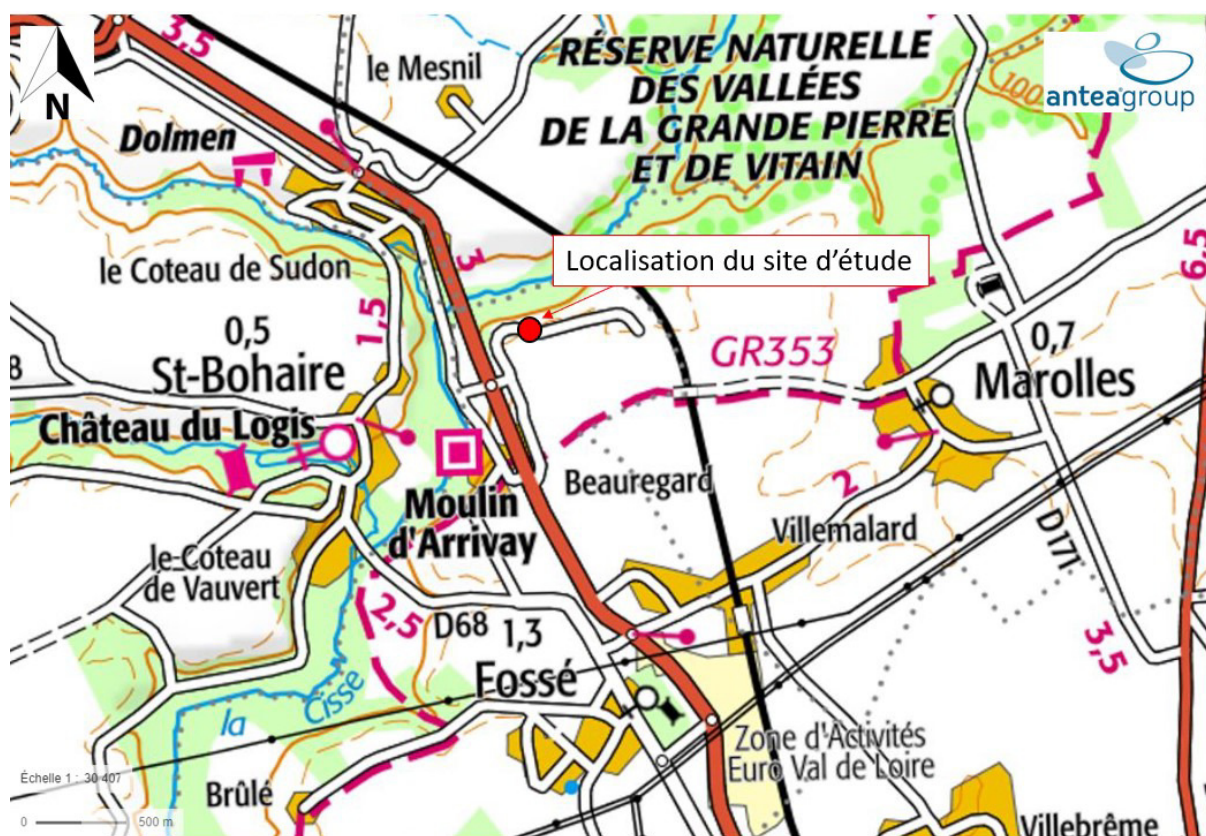 3,5
RÉSERVE NATURELLE
DES VALLÉES
DE LA GRANDE PIERRE
ET DE VITAIN
le Mesnil
anteagroup
100
N
Dolmen
Localisation du site d'étude
le Coteau de Sudon
3
6,5
1,5
0,5
St-Bohaire
8
GR353
0,7
Marolles
Château du Logis
Beauregard
2
Moulin
d'Arrivay
Villemalard
D171
le Coteau
de Vauvert
2,5
D68
1,3
Fossé
3,5
la Cisse
Zone d'Activités
Euro Val de Loire
Échelle 1 : 30 407
Brûlé
0
500 m
Villebrême